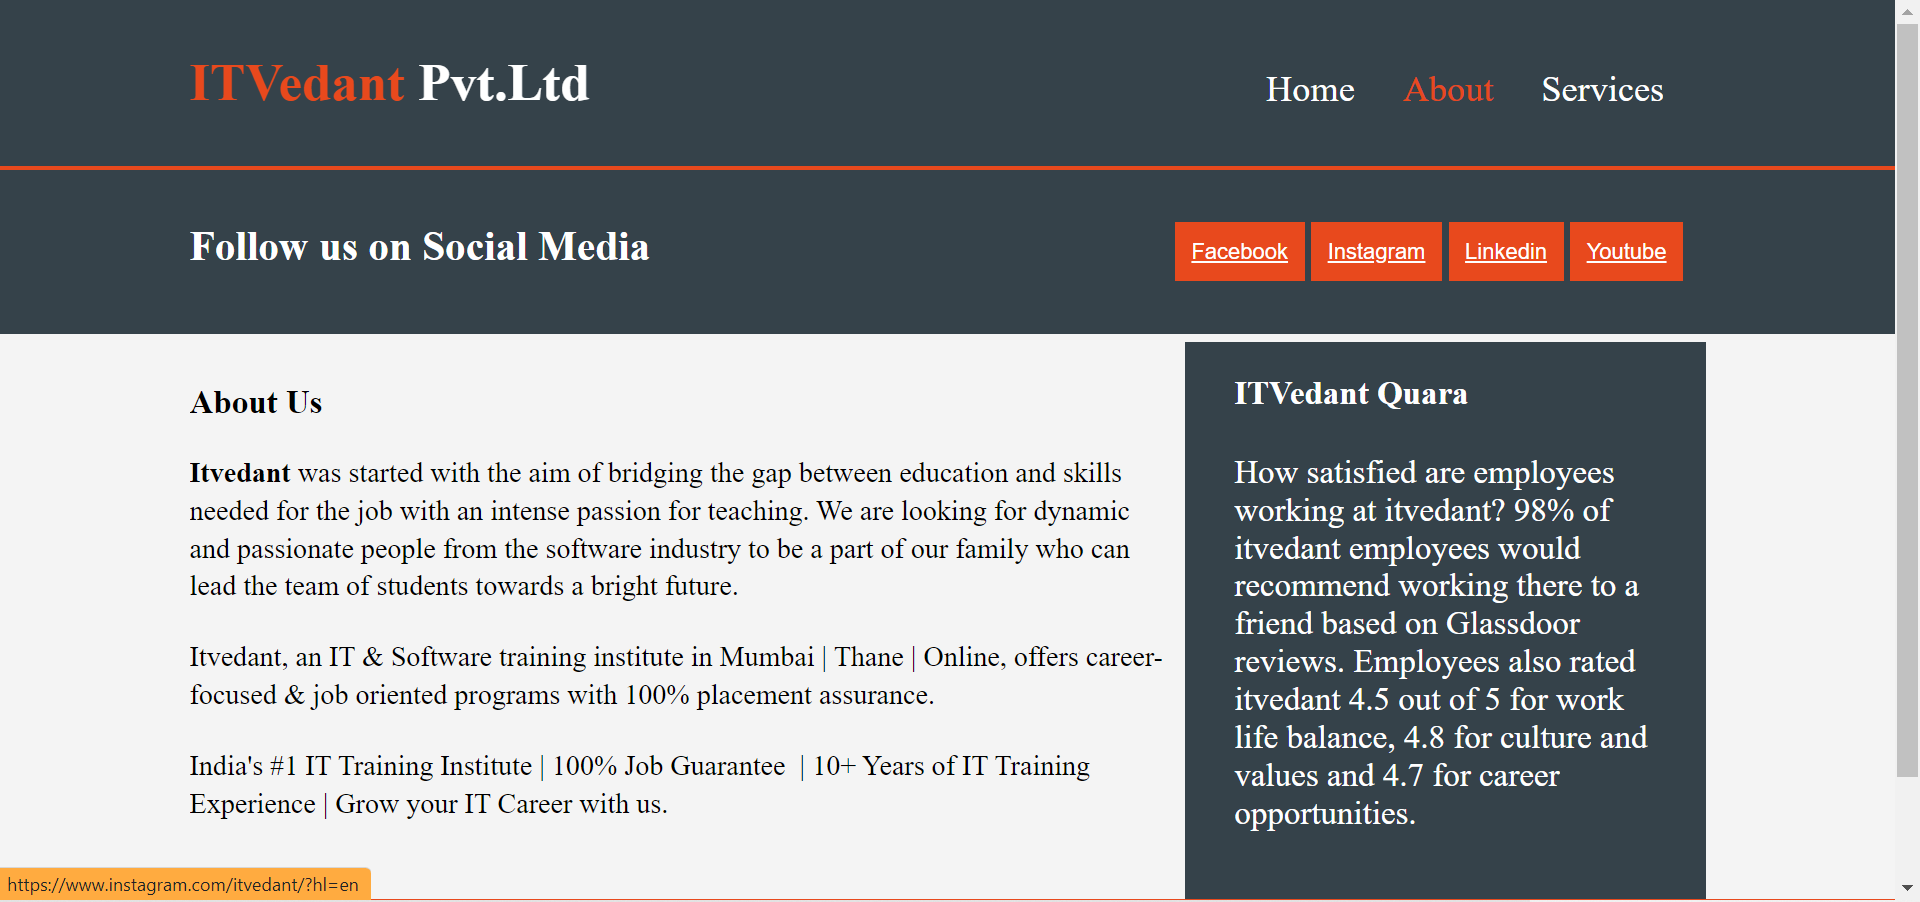 ITVedant Pvt.Ltd
Home About Services
Follow us on Social Media
Facebook Instagram Linkedin Youtube
About Us
Itvedant was started with the aim of bridging the gap between education and skills
needed for the job with an intense passion for teaching. We are looking for dynamic
and passionate people from the software industry to be a part of our family who can
lead the team of students towards a bright future.
Itvedant, an IT & Software training institute in Mumbai | Thane | Online, offers career-
focused & job oriented programs with 100% placement assurance.
India's #1 IT Training Institute | 100% Job Guarantee | 10+ Years of IT Training
Experience | Grow your IT Career with us.
ITVedant Quara
How satisfied are employees
working at itvedant? 98% of
itvedant employees would
recommend working there to a
friend based on Glassdoor
reviews. Employees also rated
itvedant 4.5 out of 5 for work
life balance, 4.8 for culture and
values and 4.7 for career
opportunities.
https://www.instagram.com/itvedant/?hl=en